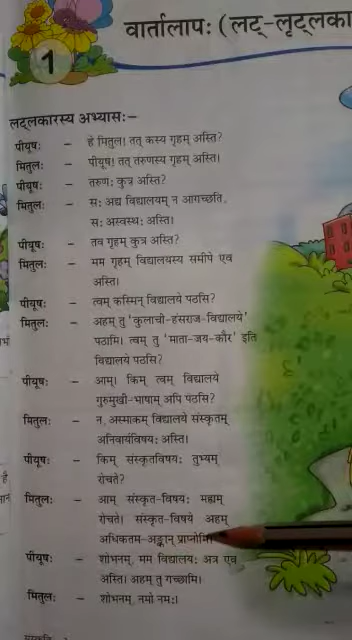 वार्तालापः (लट्-लृट्लका
1
लट्लकारस्य अभ्यासः-
पीयूषः - हे मितुल! तत् कस्य गृहम् अस्ति?
मितुलः - पीयूष! तत् तरुणस्य गृहम् अस्ति।
पीयूषः - तरुणः कुत्र अस्ति?
मितुलः - सः अद्य विद्यालयम् न आगच्छति,
सः अस्वस्थः अस्ति।
पीयूषः - तव गृहम् कुत्र अस्ति?
मितुलः - मम गृहम् विद्यालयस्य समीपे एव
अस्ति।
पीयूषः - त्वम् कस्मिन् विद्यालये पठसि?
मितुलः - अहम् तु 'कुलाची-हंसराज-विद्यालये'
पठामि। त्वम् तु 'माता-जय-कौर' इति
विद्यालये पठसि?
पीयूषः - आम्। किम् त्वम् विद्यालये
गुरुमुखी-भाषाम् अपि पठसि?
मितुलः - न, अस्माकम् विद्यालये संस्कृतम्
अनिवार्यविषयः अस्ति।
पीयूषः - किम् संस्कृतविषयः तुभ्यम्
रोचते?
मितुलः - आम् संस्कृत-विषयः मह्यम्
रोचते। संस्कृत-विषये अहम्
अधिकतम-अङ्कान् प्राप्नोमि।
पीयूषः - शोभनम्, मम विद्यालयः अत्र एव
अस्ति। अहम् तु गच्छामि।
मितुलः - शोभनम्, नमो नमः।